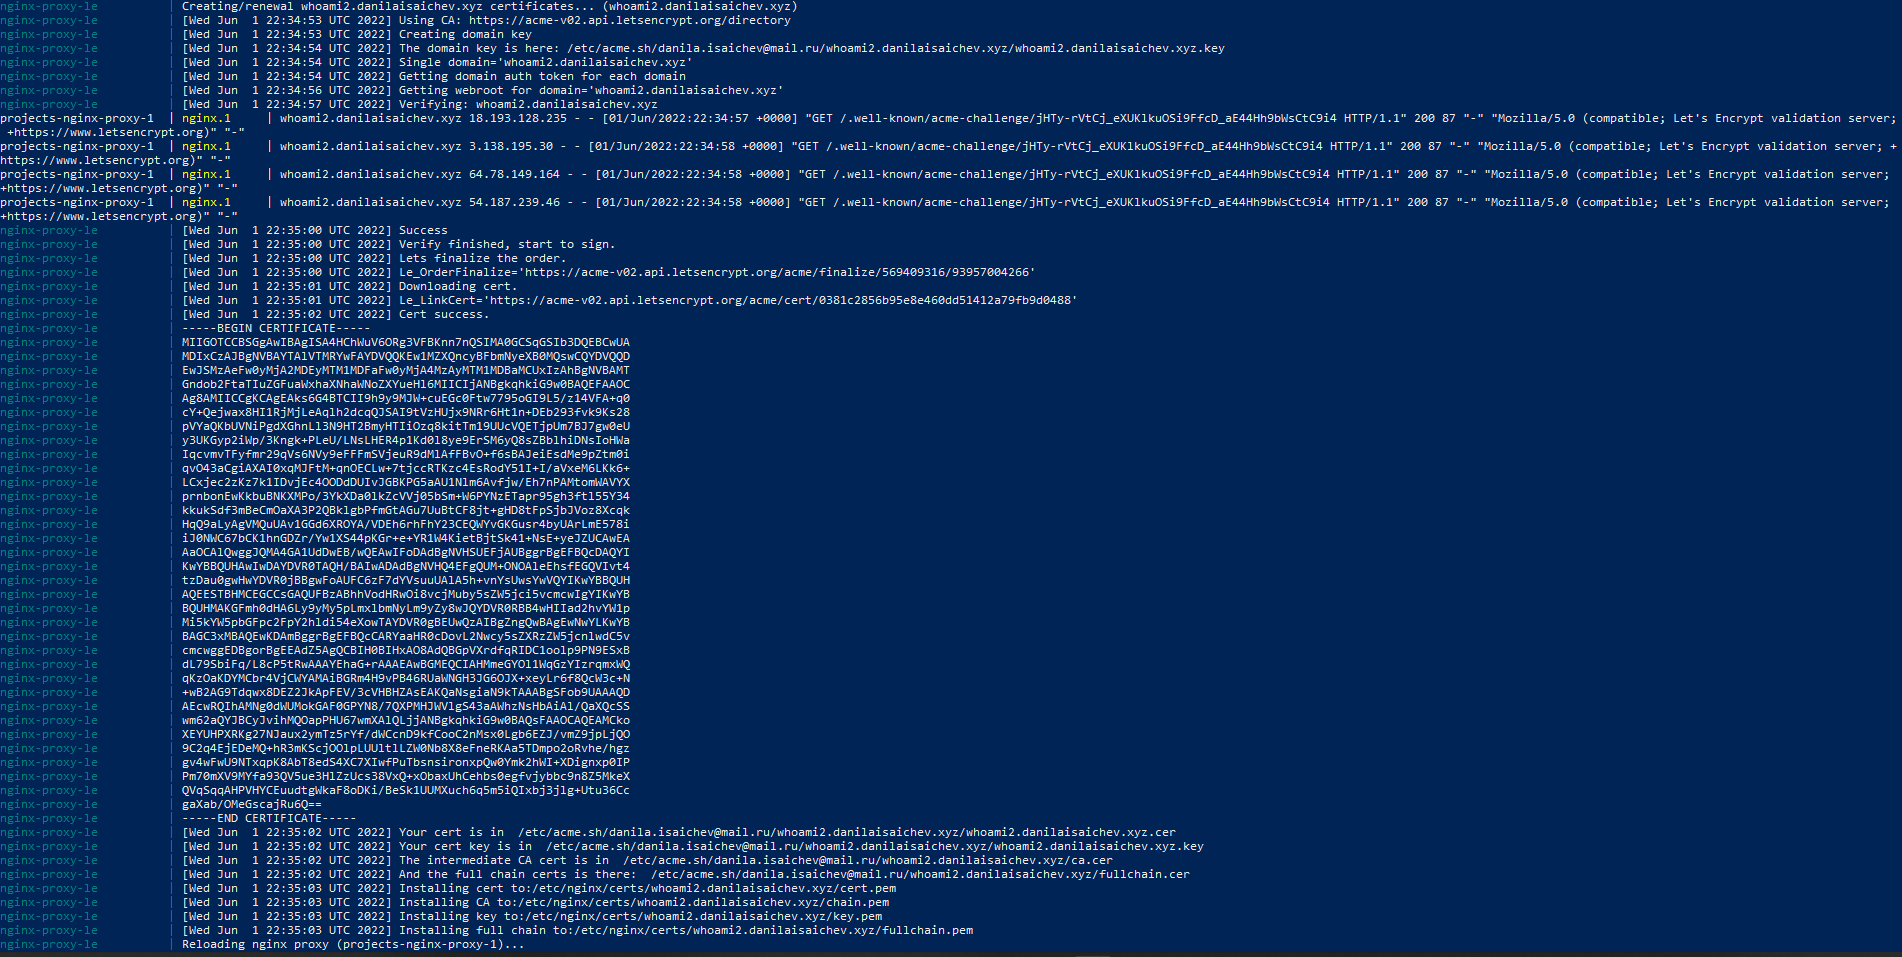 nginx-proxy-le | Creating/renewal whoami2.danilaisaichev.xyz certificates... (whoami2.danilaisaichev.xyz)
nginx-proxy-le | [Wed Jun  1 22:34:53 UTC 2022] Using CA: https://acme-v02.api.letsencrypt.org/directory
nginx-proxy-le | [Wed Jun  1 22:34:53 UTC 2022] Creating domain key
nginx-proxy-le | [Wed Jun  1 22:34:54 UTC 2022] The domain key is here: /etc/acme.sh/danila.isaichev@mail.ru/whoami2.danilaisaichev.xyz/whoami2.danilaisaichev.xyz.key
nginx-proxy-le | [Wed Jun  1 22:34:54 UTC 2022] Single domain='whoami2.danilaisaichev.xyz'
nginx-proxy-le | [Wed Jun  1 22:34:54 UTC 2022] Getting domain auth token for each domain
nginx-proxy-le | [Wed Jun  1 22:34:56 UTC 2022] Getting webroot for domain='whoami2.danilaisaichev.xyz'
nginx-proxy-le | [Wed Jun  1 22:34:57 UTC 2022] Verifying: whoami2.danilaisaichev.xyz
projects-nginx-proxy-1 | nginx.1 | whoami2.danilaisaichev.xyz 18.193.128.235 - - [01/Jun/2022:22:34:57 +0000] "GET /.well-known/acme-challenge/jHTy-rVtCj_eXUKlkuOSi9FfcD_aE44Hh9bWsCtC9i4 HTTP/1.1" 200 87 "-" "Mozilla/5.0 (compatible; Let's Encrypt validation server;
+https://www.letsencrypt.org)" "-"
projects-nginx-proxy-1 | nginx.1 | whoami2.danilaisaichev.xyz 3.138.195.30 - - [01/Jun/2022:22:34:58 +0000] "GET /.well-known/acme-challenge/jHTy-rVtCj_eXUKlkuOSi9FfcD_aE44Hh9bWsCtC9i4 HTTP/1.1" 200 87 "-" "Mozilla/5.0 (compatible; Let's Encrypt validation server; +
https://www.letsencrypt.org)" "-"
projects-nginx-proxy-1 | nginx.1 | whoami2.danilaisaichev.xyz 64.78.149.164 - - [01/Jun/2022:22:34:58 +0000] "GET /.well-known/acme-challenge/jHTy-rVtCj_eXUKlkuOSi9FfcD_aE44Hh9bWsCtC9i4 HTTP/1.1" 200 87 "-" "Mozilla/5.0 (compatible; Let's Encrypt validation server;
+https://www.letsencrypt.org)" "-"
projects-nginx-proxy-1 | nginx.1 | whoami2.danilaisaichev.xyz 54.187.239.46 - - [01/Jun/2022:22:34:58 +0000] "GET /.well-known/acme-challenge/jHTy-rVtCj_eXUKlkuOSi9FfcD_aE44Hh9bWsCtC9i4 HTTP/1.1" 200 87 "-" "Mozilla/5.0 (compatible; Let's Encrypt validation server;
+https://www.letsencrypt.org)" "-"
nginx-proxy-le | [Wed Jun  1 22:35:00 UTC 2022] Success
nginx-proxy-le | [Wed Jun  1 22:35:00 UTC 2022] Verify finished, start to sign.
nginx-proxy-le | [Wed Jun  1 22:35:00 UTC 2022] Lets finalize the order.
nginx-proxy-le | [Wed Jun  1 22:35:00 UTC 2022] Le_OrderFinalize='https://acme-v02.api.letsencrypt.org/acme/finalize/569409316/93957004266'
nginx-proxy-le | [Wed Jun  1 22:35:01 UTC 2022] Downloading cert.
nginx-proxy-le | [Wed Jun  1 22:35:01 UTC 2022] Le_LinkCert='https://acme-v02.api.letsencrypt.org/acme/cert/0381c2856b95e8e460dd51412a79fb9d0488'
nginx-proxy-le | [Wed Jun  1 22:35:02 UTC 2022] Cert success.
nginx-proxy-le | -----BEGIN CERTIFICATE-----
nginx-proxy-le | MIIGOTCCBSGgAwIBAgISA4HChWuV6ORg3VFBKnn7nQSIMA0GCSqGSIb3DQEBCwUA
nginx-proxy-le | MDIxCzAJBgNVBAYTAlVTMRYwFAYDVQQKEw1MZXQncyBFbmNyeXB0MQswCQYDVQQD
nginx-proxy-le | EwJSMzAeFw0yMjA2MDEyMTM1MDFaFw0yMjA4MzAyMTM1MDBaMCUxIzAhBgNVBAMT
nginx-proxy-le | Gndob2FtaTIuZGFuaWxhaXNhaWNoZXYueHl6MIICIjANBgkqhkiG9w0BAQEFAAOC
nginx-proxy-le | Ag8AMIICCgKCAgEAks6G4BTCII9h9y9MJW+cuEGc0Ftw7795oGI9L5/z14VFA+q0
nginx-proxy-le | cY+Qejwax8HI1RjMjLeAqlh2dcqQJSAI9tVzHUjx9NRr6Ht1n+DEb293fvk9Ks28
nginx-proxy-le | pVYaQKbUVNiPgdXGhnLl3N9HT2BmyHTIiOzq8kitTm19UUcVQETjpUm7BJ7gw0eU
nginx-proxy-le | y3UKGyp2iWp/3Kngk+PLeU/LNsLHER4p1Kd0l8ye9ErSM6yQ8sZBblhiDNsIoHWa
nginx-proxy-le | IqcvmvTFyfmr29qVs6NVy9eFFFmSVjeuR9dMlAfFBvO+f6sBAJeiEsdMe9pZtm0i
nginx-proxy-le | qvO43aCgiAXAI0xqMJFtM+qnOECLw+7tjccRTKzc4EsRodY51I+I/aVxeM6LKk6+
nginx-proxy-le | LCxjec2zKz7k1IDvjEc4OODdDUIvJGBKPG5aAU1Nlm6Avfjw/Eh7nPAMtomWAVYX
nginx-proxy-le | prnbonEwKkbuBNKXMPo/3YkXDa0lkZcVVj05bSm+W6PYNzETapr95gh3ftl55Y34
nginx-proxy-le | kkukSdf3mBeCmOaXA3P2QBklgbPfmGtAGu7UuBtCF8jt+gHD8tFpSjbJVoz8Xcqk
nginx-proxy-le | HqQ9aLyAgVMQuUAv1GGd6XROYA/VDEh6rhFhY23CEQWYvGKGusr4byUArLmE578i
nginx-proxy-le | iJ0NWC67bCK1hnGDZr/Yw1XS44pKGr+e+YR1W4KietBjtSk41+NsE+yeJZUCAwEA
nginx-proxy-le | AaOCAlQwggJQMA4GA1UdDwEB/wQEAwIFoDAdBgNVHSUEFjAUBggrBgEFBQcDAQYI
nginx-proxy-le | KwYBBQUHAwIwDAYDVR0TAQH/BAIwADAdBgNVHQ4EFgQUM+ONOAleEhsfEGQVIvt4
nginx-proxy-le | tzDau0gwHwYDVR0jBBgwFoAUFC6zF7dYVsuuUAlA5h+vnYsUwsYwVQYIKwYBBQUH
nginx-proxy-le | AQEESTBHMCEGCCsGAQUFBzABhhVodHRwOi8vcjMuby5sZW5jci5vcmcwIgYIKwYB
nginx-proxy-le | BQUHMAKGFmh0dHA6Ly9yMy5pLmxlbmNyLm9yZy8wJQYDVR0RBB4wHIIad2hvYW1p
nginx-proxy-le | Mi5kYW5pbGFpc2FpY2hldi54eXowTAYDVR0gBEUwQzAIBgZngQwBAgEwNwYLKwYB
nginx-proxy-le | BAGC3xMBAQEwKDAmBggrBgEFBQcCARYaaHR0cDovL2Nwcy5sZXRzZW5jcnlwdC5v
nginx-proxy-le | cmcwggEDBgorBgEEAdZ5AgQCBIH0BIHxAO8AdQBGpVXrdfqRIDC1oolp9PN9ESxB
nginx-proxy-le | dL79SbiFq/L8cP5tRwAAAYEhaG+rAAAEAwBGMEQCIAHMmeGYOl1WqGzYIzrqmxWQ
nginx-proxy-le | qKzOaKDYMCbr4VjCWYAMAiBGRm4H9vPB46RUaWNGH3JG6OJX+xeyLr6f8QcW3c+N
nginx-proxy-le | +wB2AG9Tdqwx8DEZ2JkApFEV/3cVHBHZAsEAKQaNsgiaN9kTAAABgSFob9UAAAQD
nginx-proxy-le | AEcwRQIhAMNg0dWUMokGAF0GPYN8/7QXPMHJWVlgS43aAWhzNsHbAiAl/QaXQcSS
nginx-proxy-le | wm62aQYJBCyJvihMQOapPHU67wmXAlQLjjANBgkqhkiG9w0BAQsFAAOCAQEAMCko
nginx-proxy-le | XEYUHPXRKg27NJaux2ymTz5rYf/dWCcnD9kfCooC2nMsx0Lgb6EZJ/vmZ9jpLjQO
nginx-proxy-le | 9C2q4EjEDeMQ+hR3mKScjOOlpLUUltlLZW0Nb8X8eFneRKAa5TDmpo2oRvhe/hgz
nginx-proxy-le | gv4wFwU9NTxqpK8AbT8edS4XC7XIwfPuTbsnsironxpQw0Ymk2hWI+XDignxp0IP
nginx-proxy-le | Pm70mXV9MYfa93QV5ue3HlZzUcs38VxQ+xObaxUhCehbs0egfvjybbc9n8Z5MkeX
nginx-proxy-le | QVqSqqAHPVHYCEuudtgWkaF8oDKi/BeSk1UUMXuch6q5m5iQIxbj3jlg+Utu36Cc
nginx-proxy-le | gaXab/OMeGscajRu6Q==
nginx-proxy-le | -----END CERTIFICATE-----
nginx-proxy-le | [Wed Jun  1 22:35:02 UTC 2022] Your cert is in  /etc/acme.sh/danila.isaichev@mail.ru/whoami2.danilaisaichev.xyz/whoami2.danilaisaichev.xyz.cer
nginx-proxy-le | [Wed Jun  1 22:35:02 UTC 2022] Your cert key is in  /etc/acme.sh/danila.isaichev@mail.ru/whoami2.danilaisaichev.xyz/whoami2.danilaisaichev.xyz.key
nginx-proxy-le | [Wed Jun  1 22:35:02 UTC 2022] The intermediate CA cert is in  /etc/acme.sh/danila.isaichev@mail.ru/whoami2.danilaisaichev.xyz/ca.cer
nginx-proxy-le | [Wed Jun  1 22:35:02 UTC 2022] And the full chain certs is there:  /etc/acme.sh/danila.isaichev@mail.ru/whoami2.danilaisaichev.xyz/fullchain.cer
nginx-proxy-le | [Wed Jun  1 22:35:03 UTC 2022] Installing cert to:/etc/nginx/certs/whoami2.danilaisaichev.xyz/cert.pem
nginx-proxy-le | [Wed Jun  1 22:35:03 UTC 2022] Installing CA to:/etc/nginx/certs/whoami2.danilaisaichev.xyz/chain.pem
nginx-proxy-le | [Wed Jun  1 22:35:03 UTC 2022] Installing key to:/etc/nginx/certs/whoami2.danilaisaichev.xyz/key.pem
nginx-proxy-le | [Wed Jun  1 22:35:03 UTC 2022] Installing full chain to:/etc/nginx/certs/whoami2.danilaisaichev.xyz/fullchain.pem
nginx-proxy-le | Reloading nginx proxy (projects-nginx-proxy-1)...